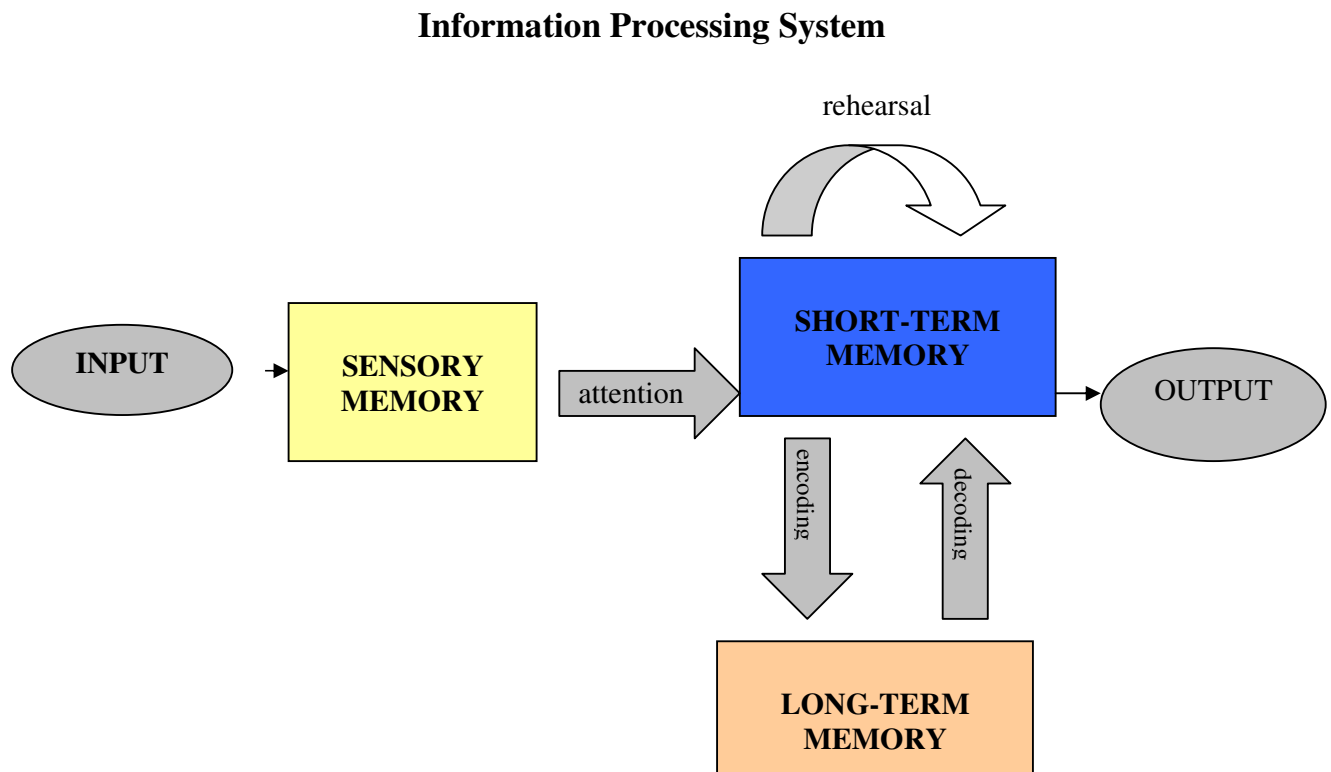 Information Processing System
rehearsal
SHORT-TERM
MEMORY
INPUT
SENSORY
MEMORY
attention
OUTPUT
encoding
decoding
LONG-TERM
MEMORY